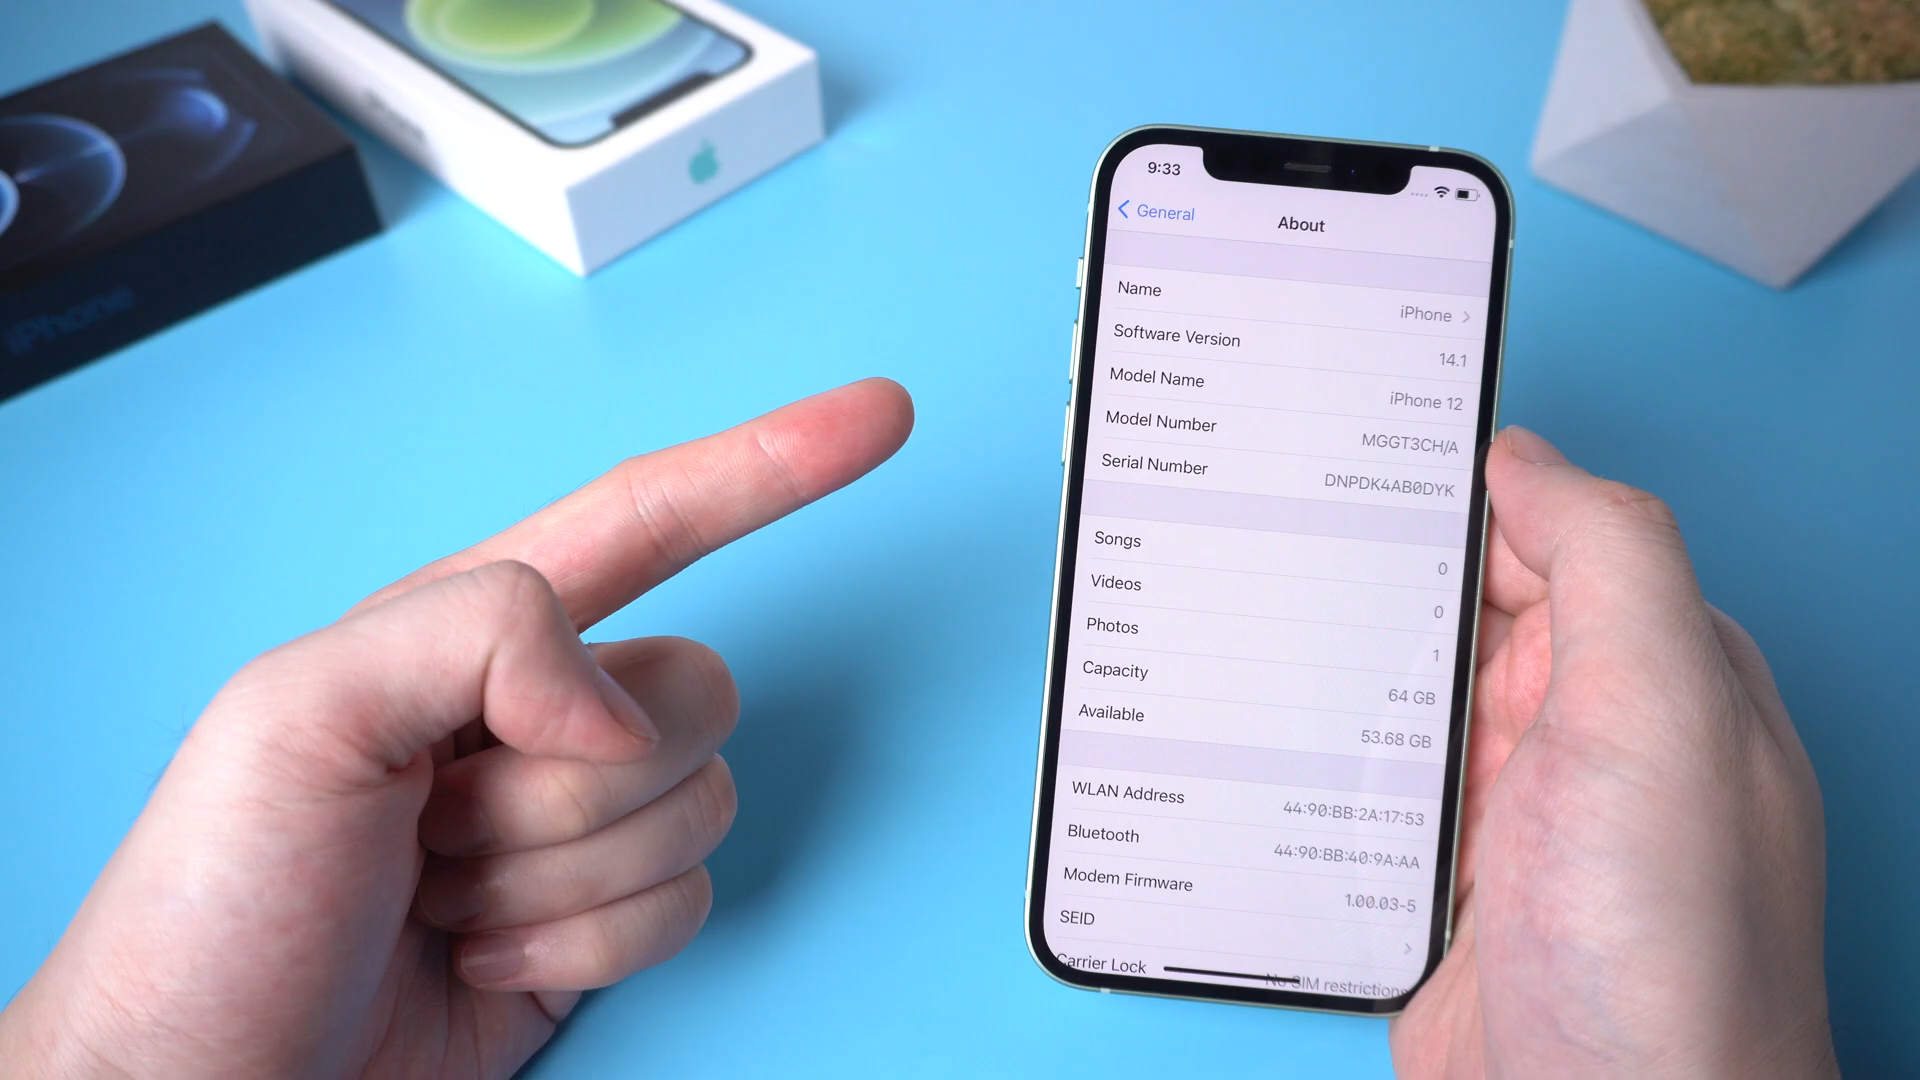 iPhone
9:33
General
About
Name
iPhone
Software Version
14.1
Model Name
iPhone 12
Model Number
MGGT3CH/A
Serial Number
DNPDK4AB0DYK
Songs
0
Videos
0
Photos
1
Capacity
64 GB
Available
53.68 GB
WLAN Address
44:90:BB:2A:17:53
Bluetooth
44:90:BB:40:9A:AA
Modem Firmware
1.00.03-5
SEID
Carrier Lock
No SIM restrictions